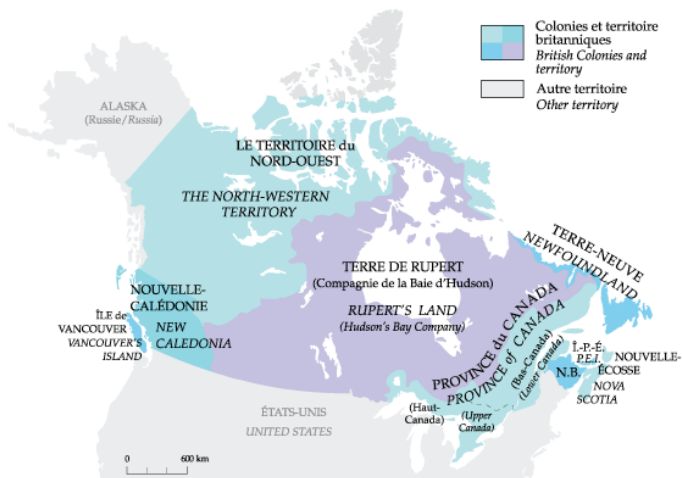 Colonies et territoire
britanniques
British Colonies and
territory
Autre territoire
Other territory
ALASKA
(Russie/Russia)
LE TERRITOIRE du
NORD-OUEST
THE NORTH-WESTERN
TERRITORY
TERRE-NEUVE
NEWFOUNDLAND
TERRE DE RUPERT
(Compagnie de la Baie d'Hudson)
RUPERT'S LAND
(Hudson's Bay Company)
NOUVELLE-
CALÉDONIE
NEW
CALEDONIA
ÎLE de
VANCOUVER
VANCOUVER'S
ISLAND
PROVINCE du CANADA
PROVINCE of CANADA
(Bas-Canada)
(Lower Canada)
Î.-P.-É.
P.E.I.
N.B.
NOUVELLE-
ÉCOSSE
NOVA
SCOTIA
(Haut-
Canada)
(Upper
Canada)
ÉTATS-UNIS
UNITED STATES
0 600 km